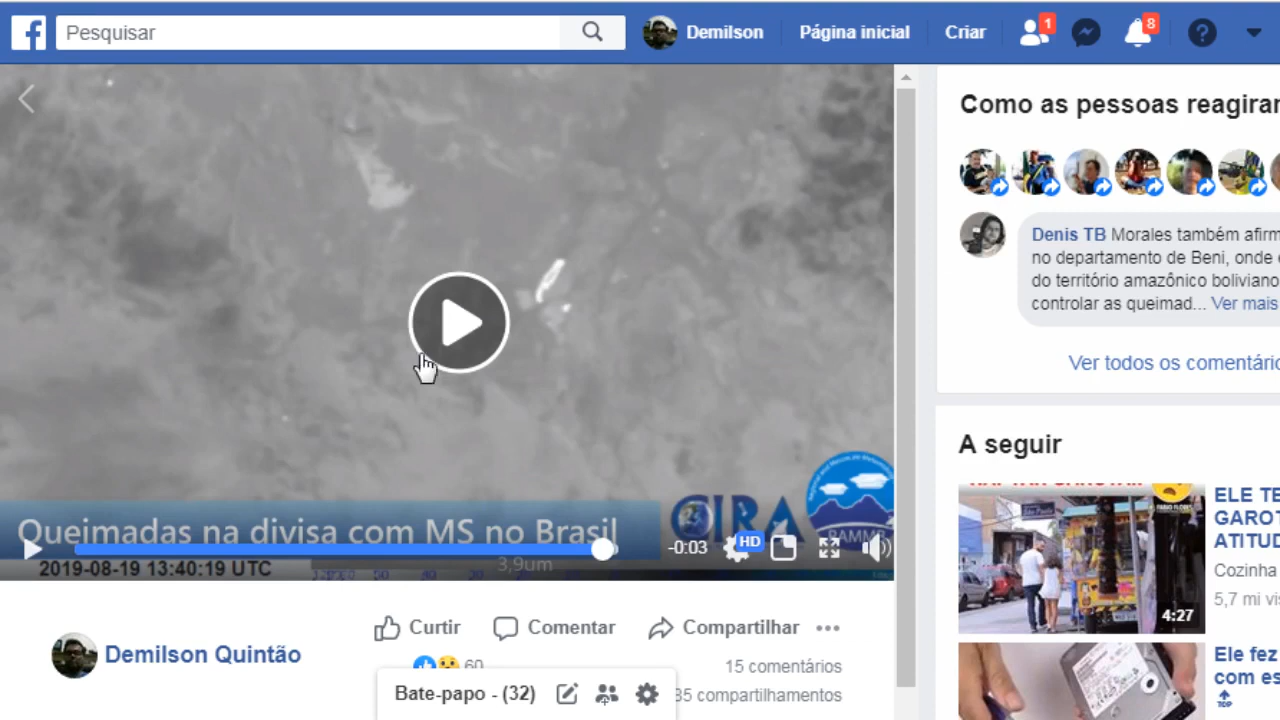 Pesquisar
Demilson
Página inicial
Criar
1
8
Como as pessoas reagiram
Denis TB Morales também afirm
no departamento de Beni, onde
do território amazônico boliviano
controlar as queimad... Ver mais
Ver todos os comentário
A seguir
Queimadas na divisa com MS no Brasil
CIRA
RAMMB
-0:03
HD
2019-08-19 13:40:19 UTC
3,9um
ELE TE
GAROT
ATITUD
Cozinha
5,7 mi vi
4:27
Curtir
Comentar
Compartilhar
Demilson Quintão
60
15 comentários
35 compartilhamentos
Bate-papo - (32)
Ele fez
com es
TOP